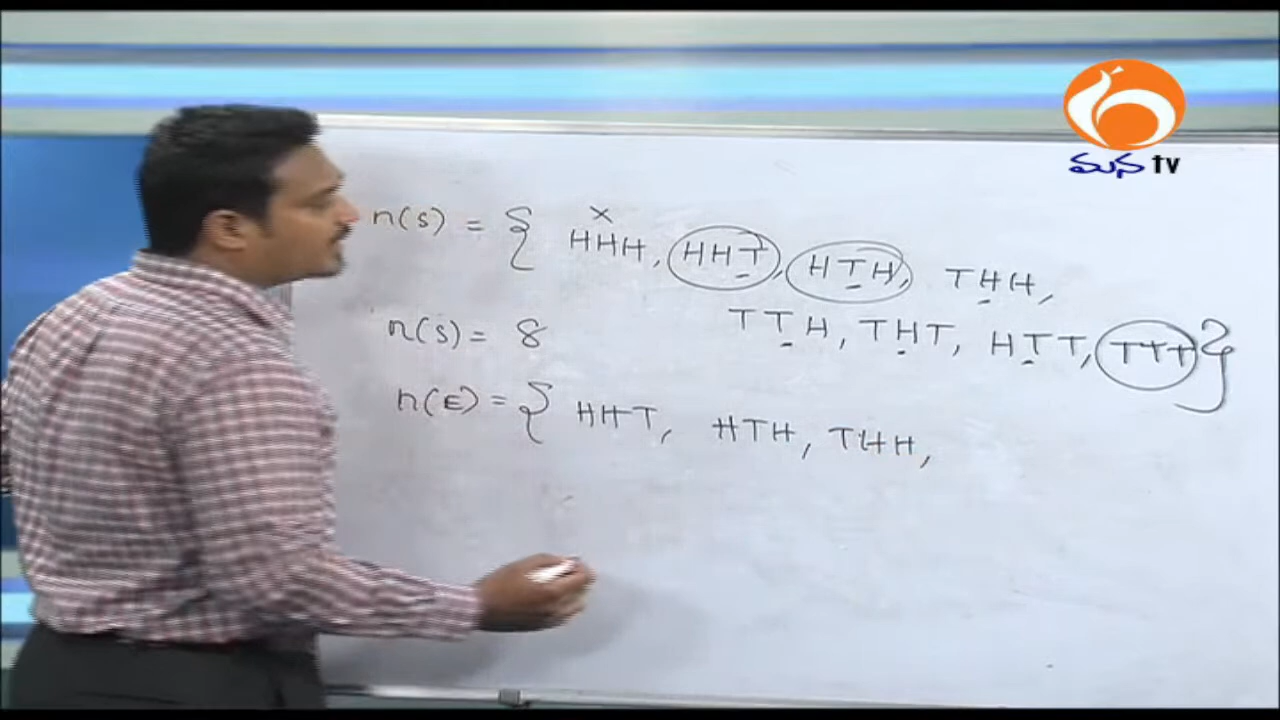 మన tv
n(s) = { HHH, HHT, HTH, THH,
TTH, THT, HTT, TTT}
n(s) = 8
n(E) = { HHT, HTH, THH,